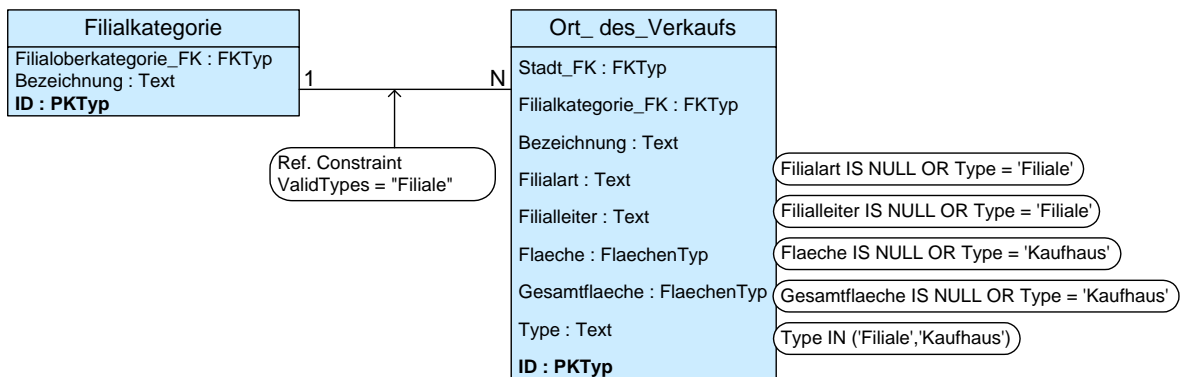 Filialkategorie
Filialoberkategorie_FK : FKTyp
Bezeichnung : Text
ID : PKTyp
1
N
Ref. Constraint
ValidTypes = "Filiale"
Ort_ des_Verkaufs
Stadt_FK : FKTyp
Filialkategorie_FK : FKTyp
Bezeichnung : Text
Filialart : Text
Filialart IS NULL OR Type = 'Filiale'
Filialleiter : Text
Filialleiter IS NULL OR Type = 'Filiale'
Flaeche : FlaechenTyp
Flaeche IS NULL OR Type = 'Kaufhaus'
Gesamtflaeche : FlaechenTyp
Gesamtflaeche IS NULL OR Type = 'Kaufhaus'
Type : Text
Type IN ('Filiale','Kaufhaus')
ID : PKTyp